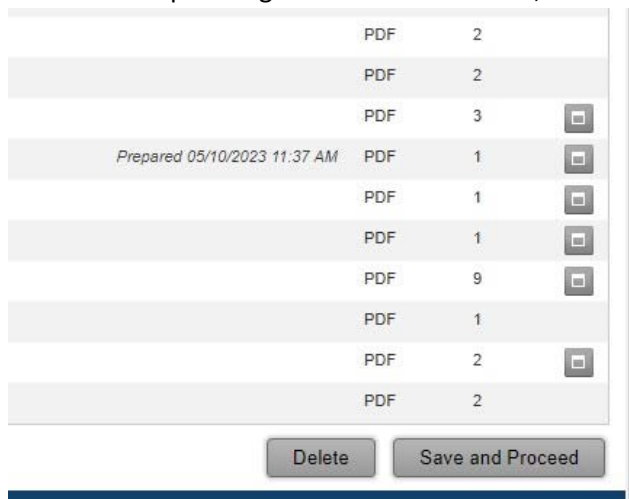 PDF 2
PDF 2
PDF 3
Prepared 05/10/2023 11:37 AM PDF 1
PDF 1
PDF 1
PDF 9
PDF 1
PDF 2
PDF 2
Delete Save and Proceed